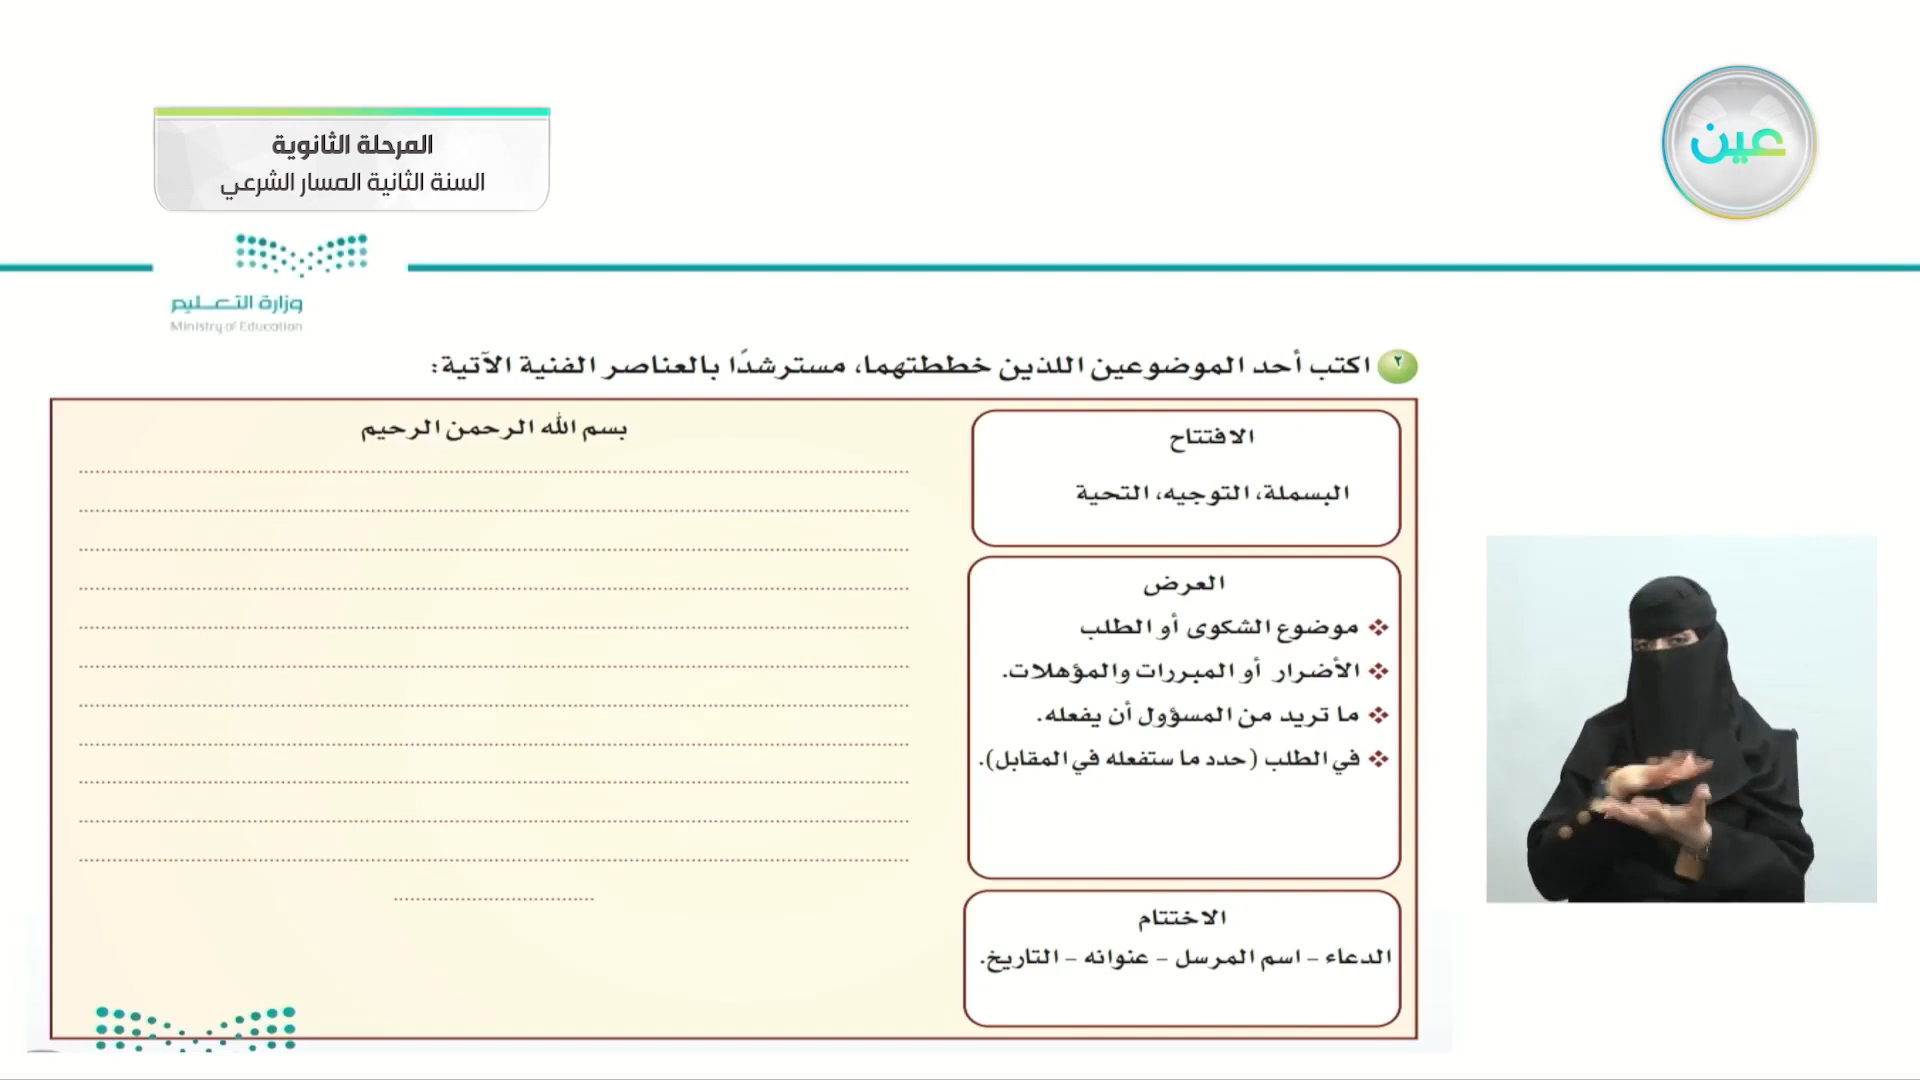 المرحلة الثانوية
السنة الثانية المسار الشرعي
عين
وزارة التعليم
Ministry of Education
٢ اكتب أحد الموضوعين اللذين خططتهما، مسترشدًا بالعناصر الفنية الآتية:
الافتتاح
البسملة، التوجيه، التحية
العرض
موضوع الشكوى أو الطلب
الأضرار أو المبررات والمؤهلات.
ما تريد من المسؤول أن يفعله.
في الطلب (حدد ما ستفعله في المقابل).
الاختتام
الدعاء – اسم المرسل – عنوانه – التاريخ.
بسم الله الرحمن الرحيم